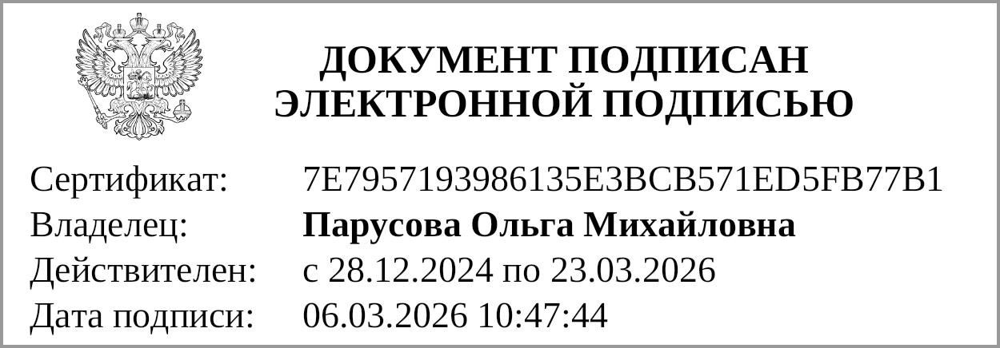 ДОКУМЕНТ ПОДПИСАН
ЭЛЕКТРОННОЙ ПОДПИСЬЮ
Сертификат: 7E7957193986135E3BCB571ED5FB77B1
Владелец: Парусова Ольга Михайловна
Действителен: с 28.12.2024 по 23.03.2026
Дата подписи: 06.03.2026 10:47:44